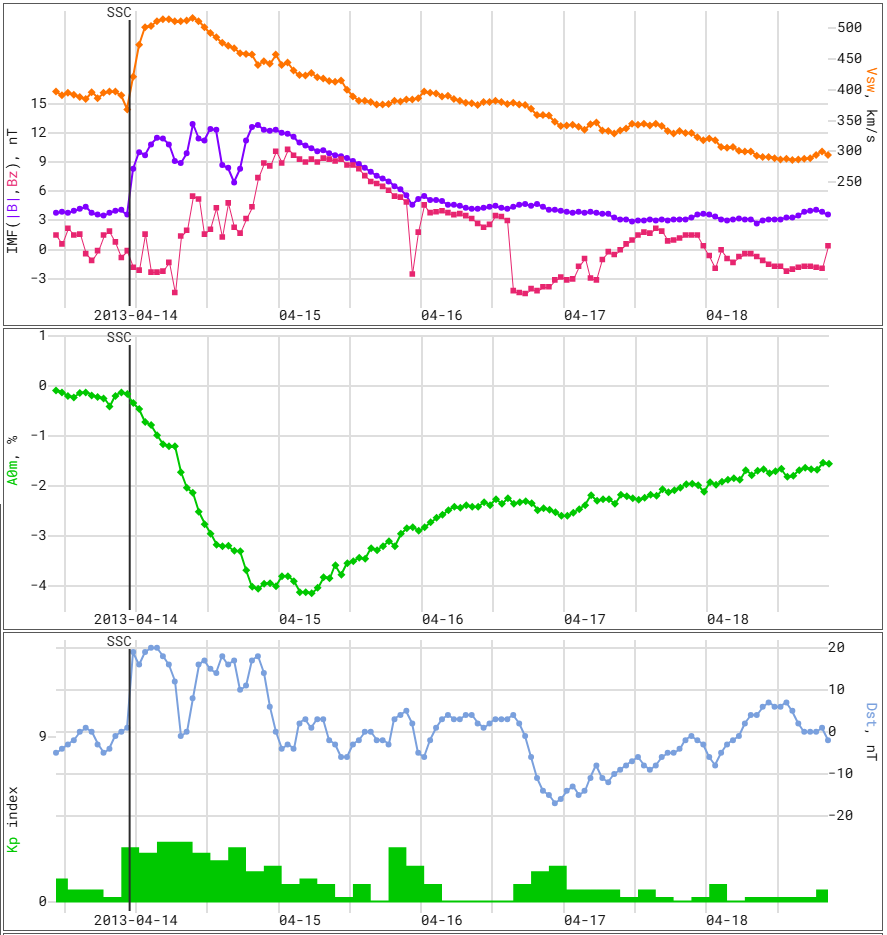 SSC
500
450
400
350
300
250
Vsw, km/s
15
12
9
6
3
0
−3
IMF(|B|,Bz), nT
2013-04-14 04-15 04-16 04-17 04-18
SSC
1
0
−1
−2
−3
−4
A0m, %
2013-04-14 04-15 04-16 04-17 04-18
SSC
20
10
0
−10
−20
Dst, nT
9
0
Kp index
2013-04-14 04-15 04-16 04-17 04-18